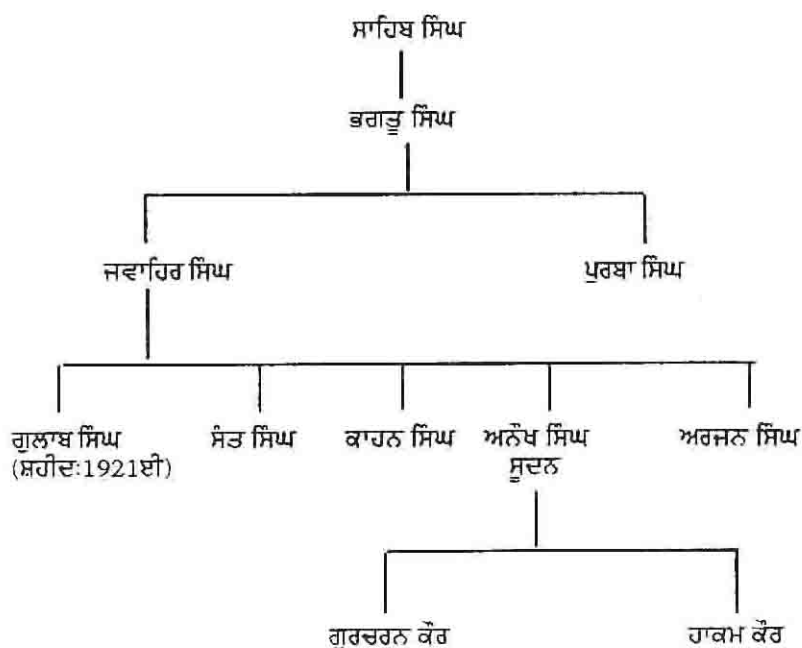 ਸਾਹਿਬ ਸਿੰਘ
ਭਗਤੂ ਸਿੰਘ
ਜਵਾਹਿਰ ਸਿੰਘ
ਪੁਰਬਾ ਸਿੰਘ
ਗੁਲਾਬ ਸਿੰਘ
(ਸ਼ਹੀਦ:1921ਈ)
ਸੰਤ ਸਿੰਘ
ਕਾਹਨ ਸਿੰਘ
ਅਨੌਖ ਸਿੰਘ
ਸੂਦਨ
ਅਰਜਨ ਸਿੰਘ
ਗੁਰਚਰਨ ਕੌਰ
ਹਾਕਮ ਕੌਰ